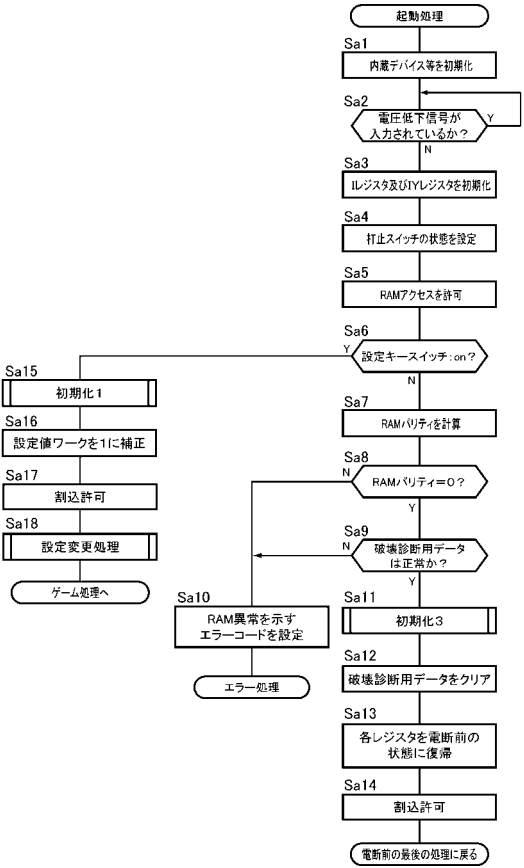 起動処理
Sa1
内蔵デバイス等を初期化
Sa2
電圧低下信号が
入力されているか?
Y
N
Sa3
Iレジスタ及びIYレジスタを初期化
Sa4
打止スイッチの状態を設定
Sa5
RAMアクセスを許可
Sa6
設定キースイッチ:on?
Y
N
Sa15
初期化1
Sa16
設定値ワークを1に補正
Sa17
割込許可
Sa18
設定変更処理
ゲーム処理へ
Sa7
RAMパリティを計算
Sa8
RAMパリティ=0?
N
Y
Sa9
破壊診断用データ
は正常か?
N
Y
Sa10
RAM異常を示す
エラーコードを設定
エラー処理
Sa11
初期化3
Sa12
破壊診断用データをクリア
Sa13
各レジスタを電断前の
状態に復帰
Sa14
割込許可
電断前の最後の処理に戻る